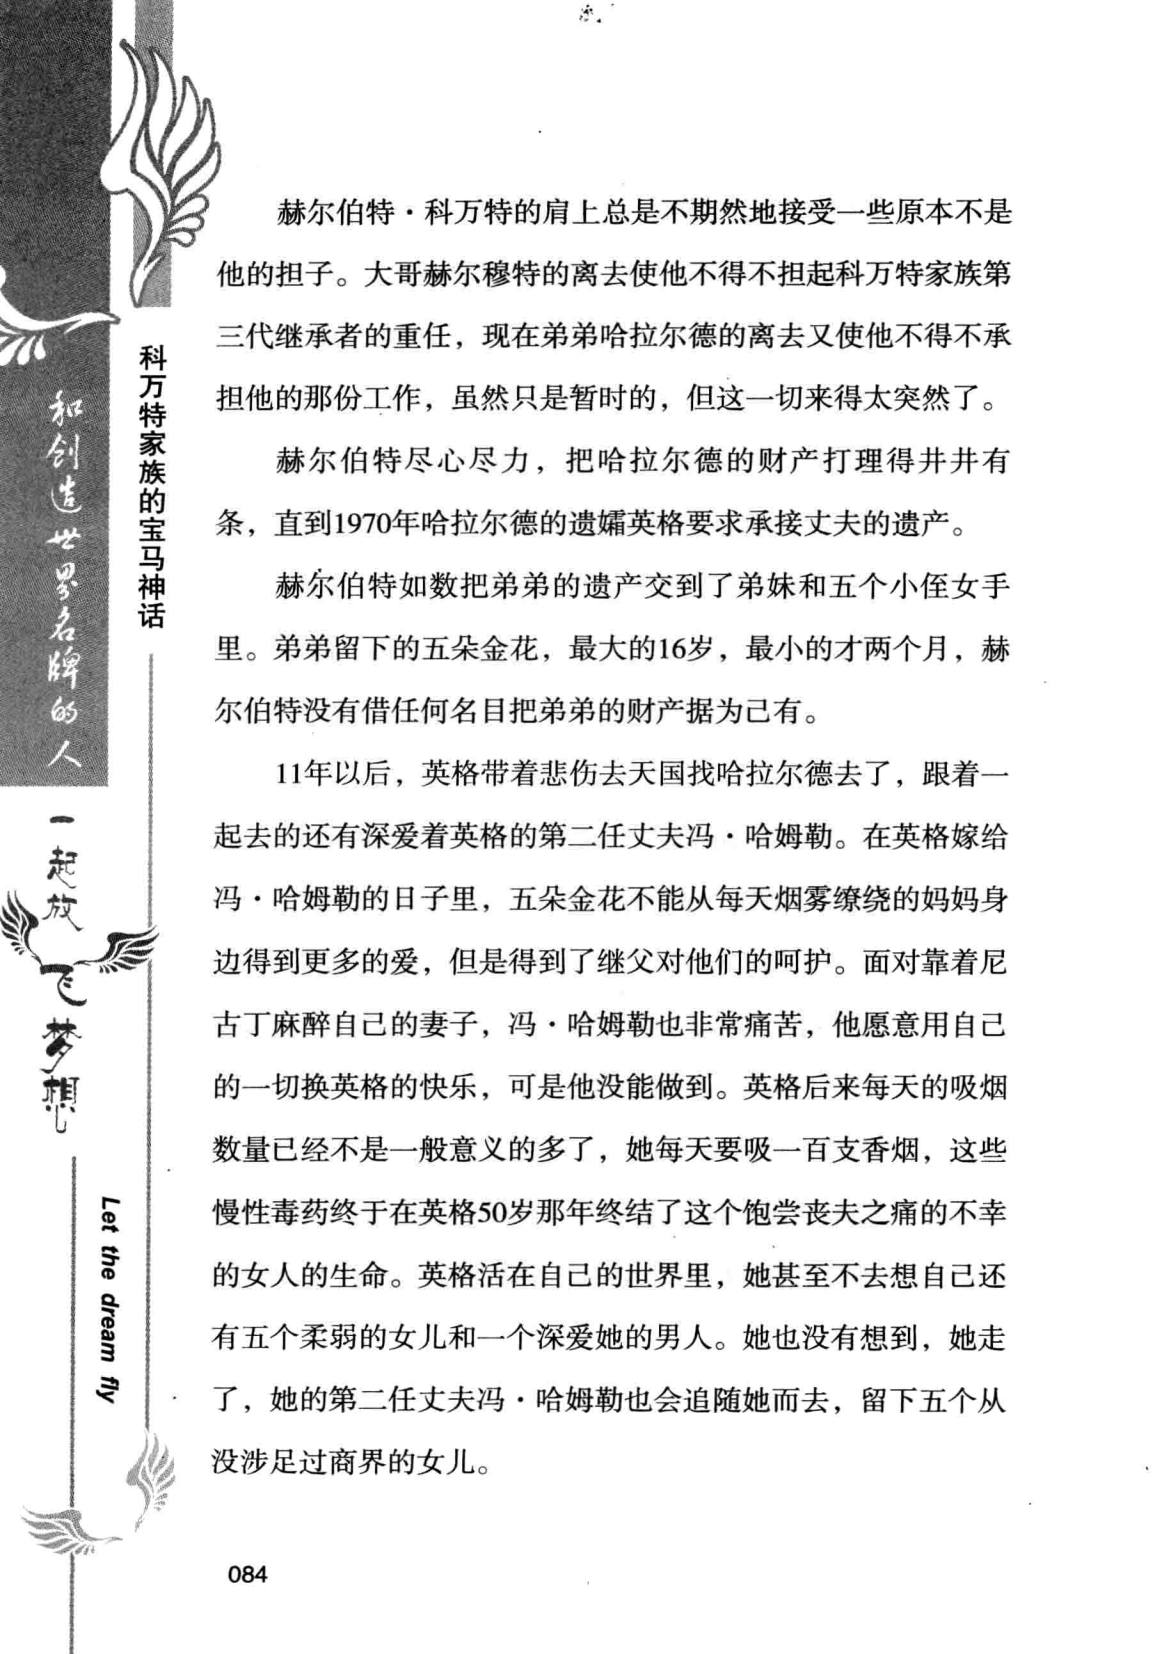 和创造世界名牌的人
一起放飞梦想
Let the dream fly
科万特家族的宝马神话
赫尔伯特·科万特的肩上总是不期然地接受一些原本不是
他的担子。大哥赫尔穆特的离去使他不得不担起科万特家族第
三代继承者的重任，现在弟弟哈拉尔德的离去又使他不得不承
担他的那份工作，虽然只是暂时的，但这一切来得太突然了。
赫尔伯特尽心尽力，把哈拉尔德的财产打理得井井有
条，直到1970年哈拉尔德的遗孀英格要求承接丈夫的遗产。
赫尔伯特如数把弟弟的遗产交到了弟妹和五个小侄女手
里。弟弟留下的五朵金花，最大的16岁，最小的才两个月，赫
尔伯特没有借任何名目把弟弟的财产据为己有。
11年以后，英格带着悲伤去天国找哈拉尔德去了，跟着一
起去的还有深爱着英格的第二任丈夫冯·哈姆勒。在英格嫁给
冯·哈姆勒的日子里，五朵金花不能从每天烟雾缭绕的妈妈身
边得到更多的爱，但是得到了继父对他们的呵护。面对靠着尼
古丁麻醉自己的妻子，冯·哈姆勒也非常痛苦，他愿意用自己
的一切换英格的快乐，可是他没能做到。英格后来每天的吸烟
数量已经不是一般意义的多了，她每天要吸一百支香烟，这些
慢性毒药终于在英格50岁那年终结了这个饱尝丧夫之痛的不幸
的女人的生命。英格活在自己的世界里，她甚至不去想自己还
有五个柔弱的女儿和一个深爱她的男人。她也没有想到，她走
了，她的第二任丈夫冯·哈姆勒也会追随她而去，留下五个从
没涉足过商界的女儿。
084